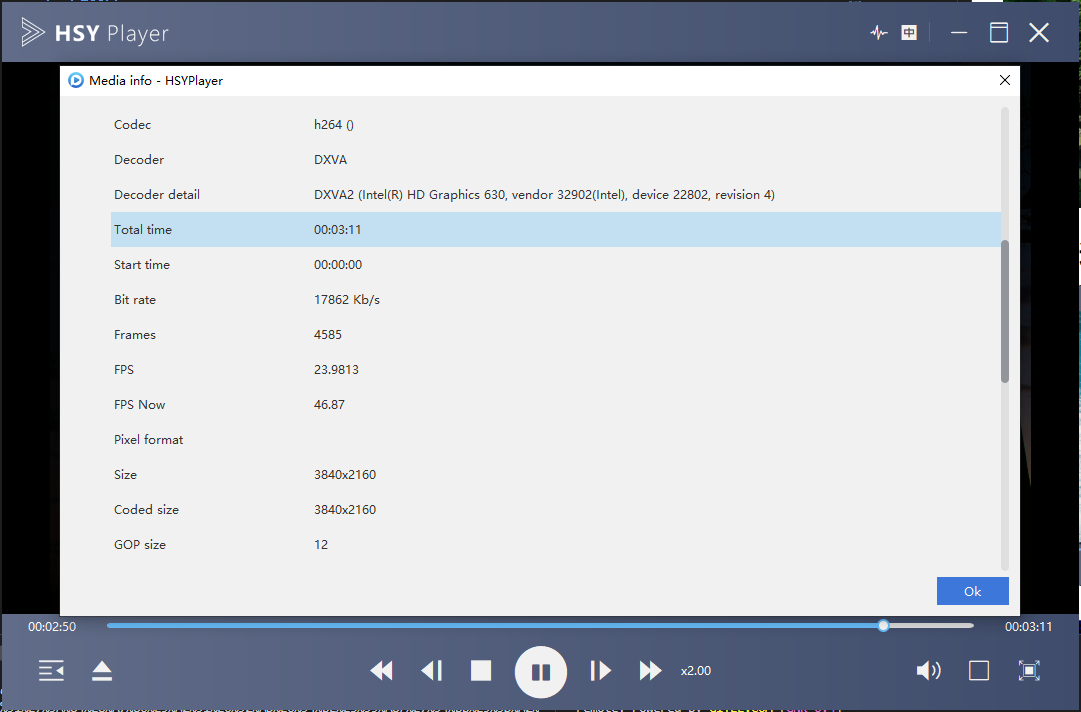 HSY Player
中
Media info - HSYPlayer
Codec h264 ()
Decoder DXVA
Decoder detail DXVA2 (Intel(R) HD Graphics 630, vendor 32902(Intel), device 22802, revision 4)
Total time 00:03:11
Start time 00:00:00
Bit rate 17862 Kb/s
Frames 4585
FPS 23.9813
FPS Now 46.87
Pixel format
Size 3840x2160
Coded size 3840x2160
GOP size 12
Ok
00:02:50 00:03:11
x2.00